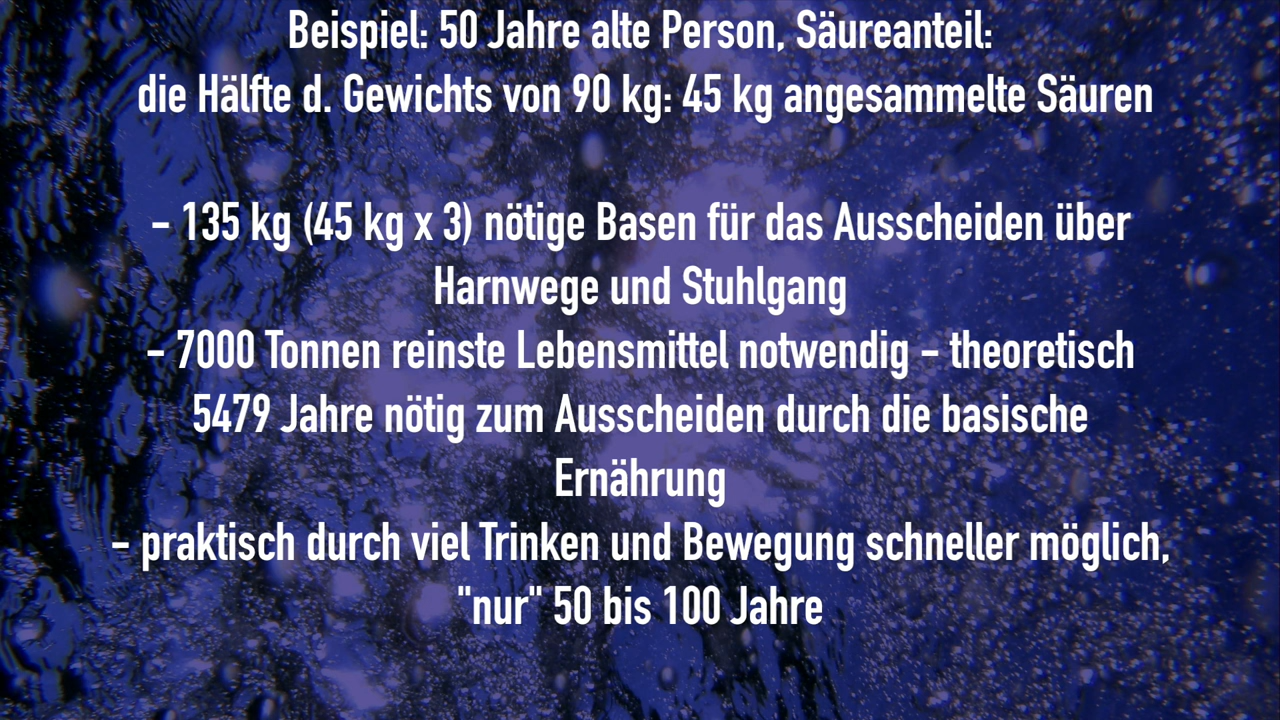 Beispiel: 50 Jahre alte Person, Säureanteil:
die Hälfte d. Gewichts von 90 kg: 45 kg angesammelte Säuren
- 135 kg (45 kg x 3) nötige Basen für das Ausscheiden über
Harnwege und Stuhlgang
- 7000 Tonnen reinste Lebensmittel notwendig - theoretisch
5479 Jahre nötig zum Ausscheiden durch die basische
Ernährung
- praktisch durch viel Trinken und Bewegung schneller möglich,
"nur" 50 bis 100 Jahre